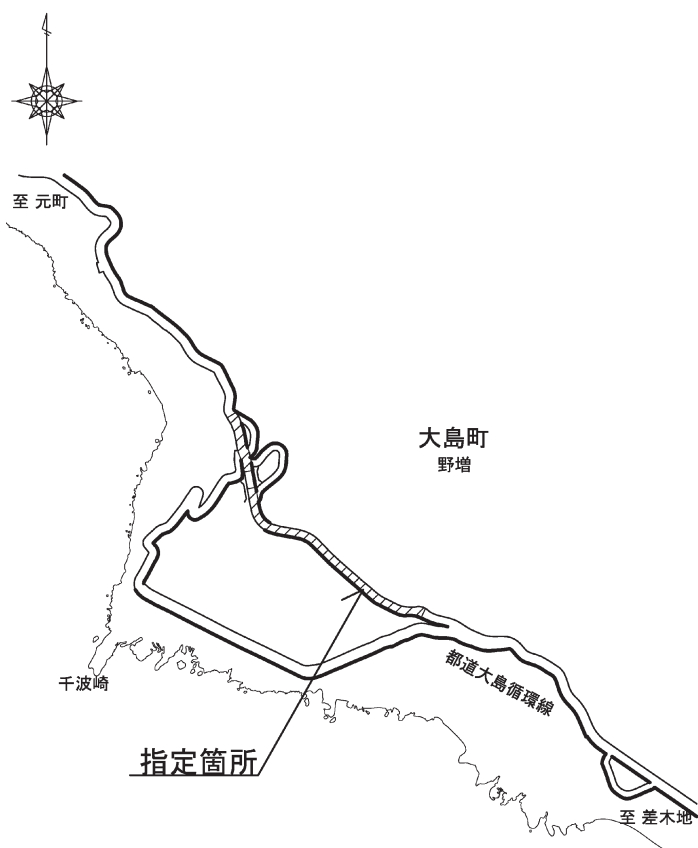 至 元町
大島町
野増
都道大島循環線
千波崎
指定箇所
至 差木地